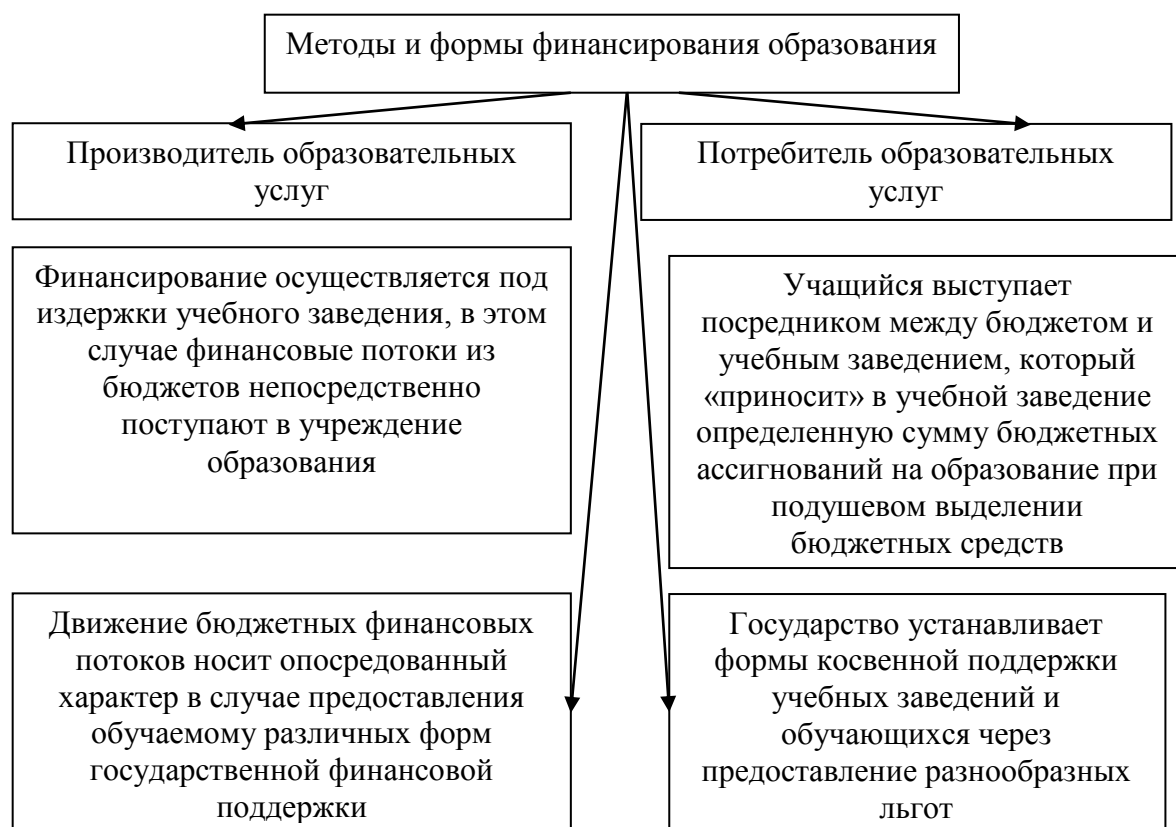 Методы и формы финансирования образования
Производитель образовательных
услуг
Потребитель образовательных
услуг
Финансирование осуществляется под
издержки учебного заведения, в этом
случае финансовые потоки из
бюджетов непосредственно
поступают в учреждение
образования
Учащийся выступает
посредником между бюджетом и
учебным заведением, который
«приносит» в учебной заведение
определенную сумму бюджетных
ассигнований на образование при
подушевом выделении
бюджетных средств
Движение бюджетных финансовых
потоков носит опосредованный
характер в случае предоставления
обучаемому различных форм
государственной финансовой
поддержки
Государство устанавливает
формы косвенной поддержки
учебных заведений и
обучающихся через
предоставление разнообразных
льгот